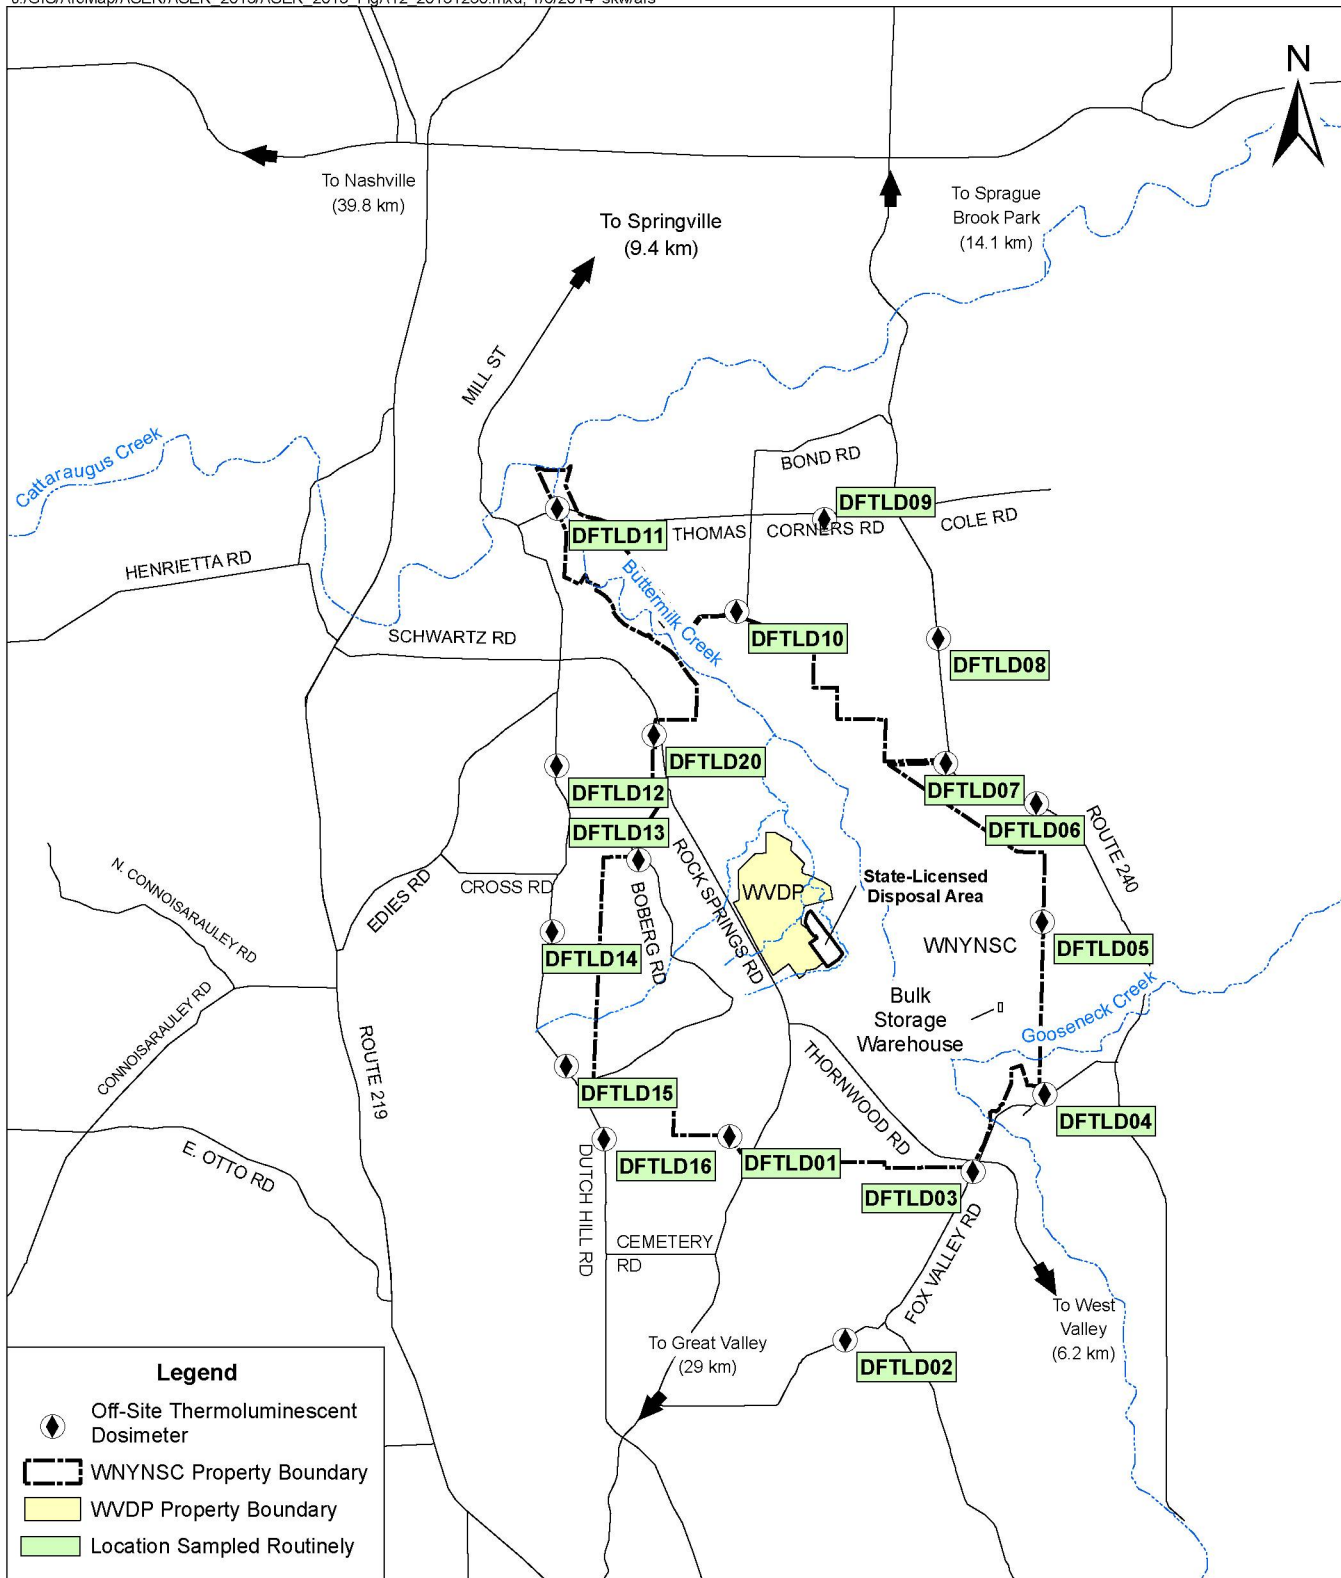 N
To Nashville
(39.8 km)
To Springville
(9.4 km)
To Sprague
Brook Park
(14.1 km)
MILL ST
Cattaraugus Creek
BOND RD
DFTLD09
COLE RD
THOMAS CORNERS RD
DFTLD11
HENRIETTA RD
Buttermilk Creek
SCHWARTZ RD
DFTLD10
DFTLD08
DFTLD20
DFTLD12
DFTLD07
DFTLD13
DFTLD06
ROUTE 240
ROCK SPRINGS RD
N. CONNOISARAULEY RD
EDIES RD
CROSS RD
BOBERG RD
WVDP
State-Licensed
Disposal Area
DFTLD14
WNYNSC
DFTLD05
CONNOISARAULEY RD
Bulk
Storage
Warehouse
Gooseneck Creek
ROUTE 219
THORNWOOD RD
DFTLD15
DFTLD04
E. OTTO RD
DUTCH HILL RD
DFTLD16
DFTLD01
DFTLD03
CEMETERY
RD
FOX VALLEY RD
To West
Valley
(6.2 km)
To Great Valley
(29 km)
DFTLD02
Legend
Off-Site Thermoluminescent
Dosimeter
WNYNSC Property Boundary
WVDP Property Boundary
Location Sampled Routinely